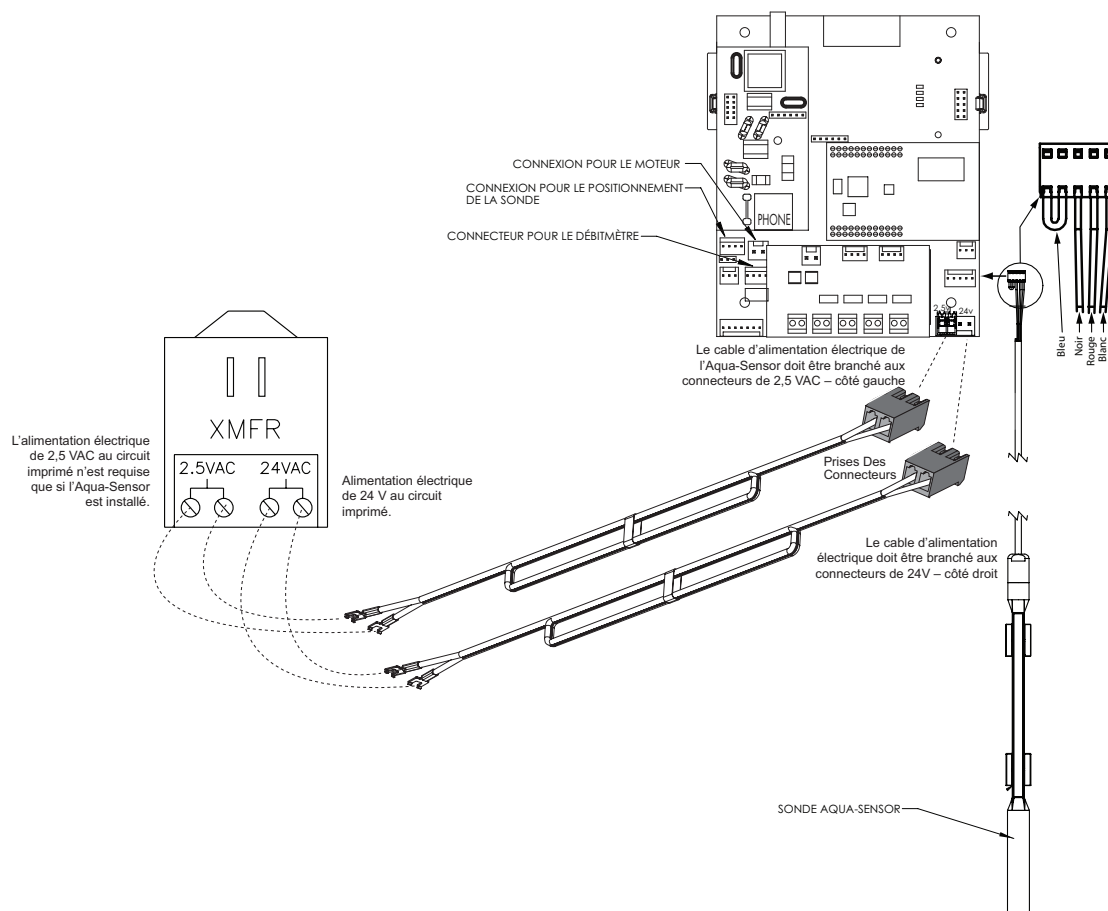 CONNEXION POUR LE MOTEUR
CONNEXION POUR LE POSITIONNEMENT
DE LA SONDE
CONNECTEUR POUR LE DÉBITMÈTRE
PHONE
2.5v
24v
Bleu
Noir
Rouge
Blanc
Le cable d'alimentation électrique de
l'Aqua-Sensor doit être branché aux
connecteurs de 2,5 VAC – côté gauche
XMFR
2.5VAC
24VAC
L'alimentation électrique
de 2,5 VAC au circuit
imprimé n'est requise
que si l'Aqua-Sensor
est installé.
Alimentation électrique
de 24 V au circuit
imprimé.
Prises Des
Connecteurs
Le cable d'alimentation
électrique doit être branché aux
connecteurs de 24V – côté droit
SONDE AQUA-SENSOR